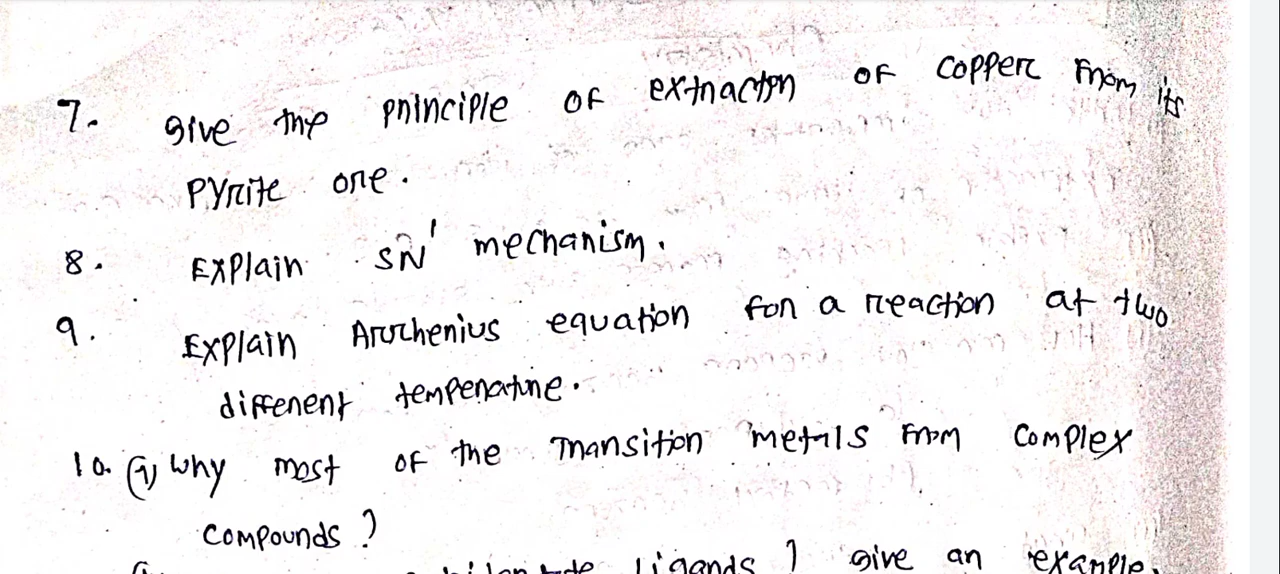 7. Give the principle of extraction of copper from its
pyrite ore.
8. Explain SN' mechanism.
9. Explain Arrhenius equation for a reaction at two
different temperature.
10. (i) Why most of the transition metals from complex
compounds?
ligands ? Give an example.